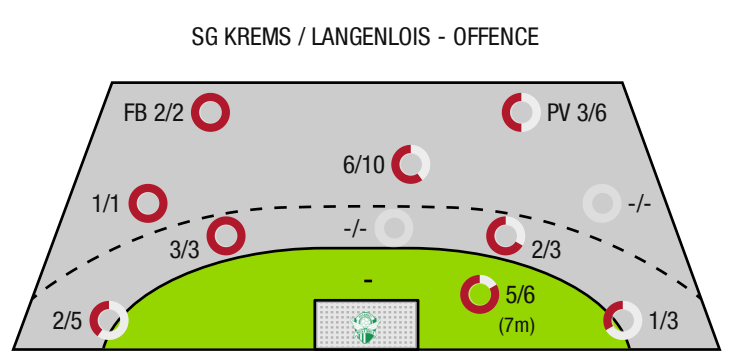 SG KREMS / LANGENLOIS - OFFENCE
FB 2/2
PV 3/6
6/10
1/1
-/-
-/-
3/3
2/3
-
5/6
(7m)
2/5
1/3